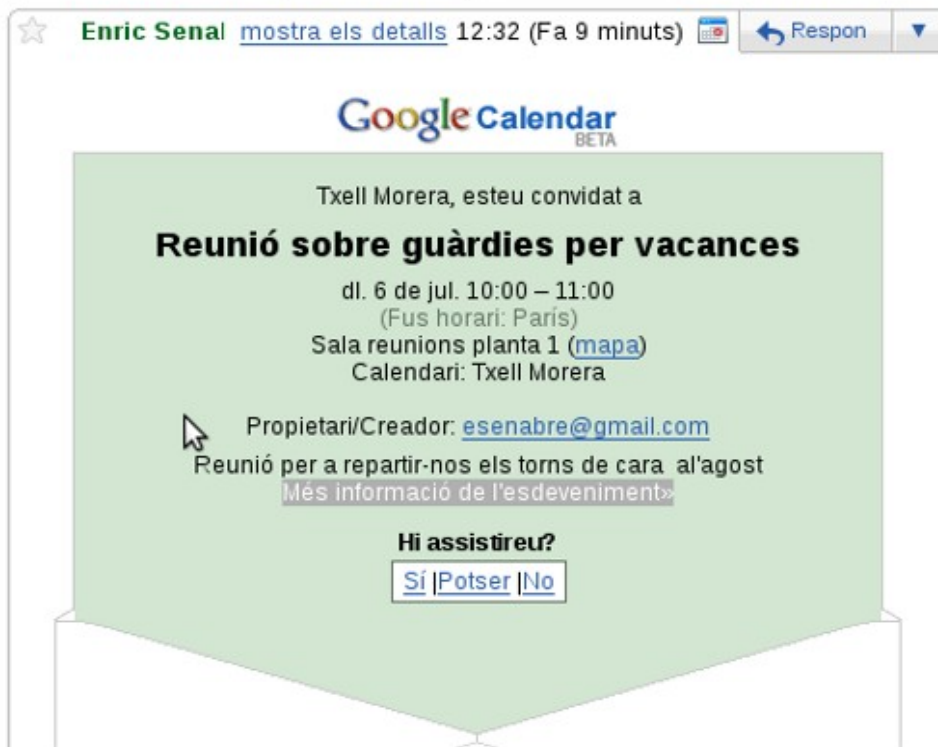 Enric Senal mostra els detalls 12:32 (Fa 9 minuts) Respon
Google Calendar
BETA
Txell Morera, esteu convidat a
Reunió sobre guàrdies per vacances
dl. 6 de jul. 10:00 – 11:00
(Fus horari: París)
Sala reunions planta 1 (mapa)
Calendari: Txell Morera
Propietari/Creador: esenabre@gmail.com
Reunió per a repartir-nos els torns de cara al'agost
Més informació de l'esdeveniment»
Hi assistireu?
Sí |Potser |No